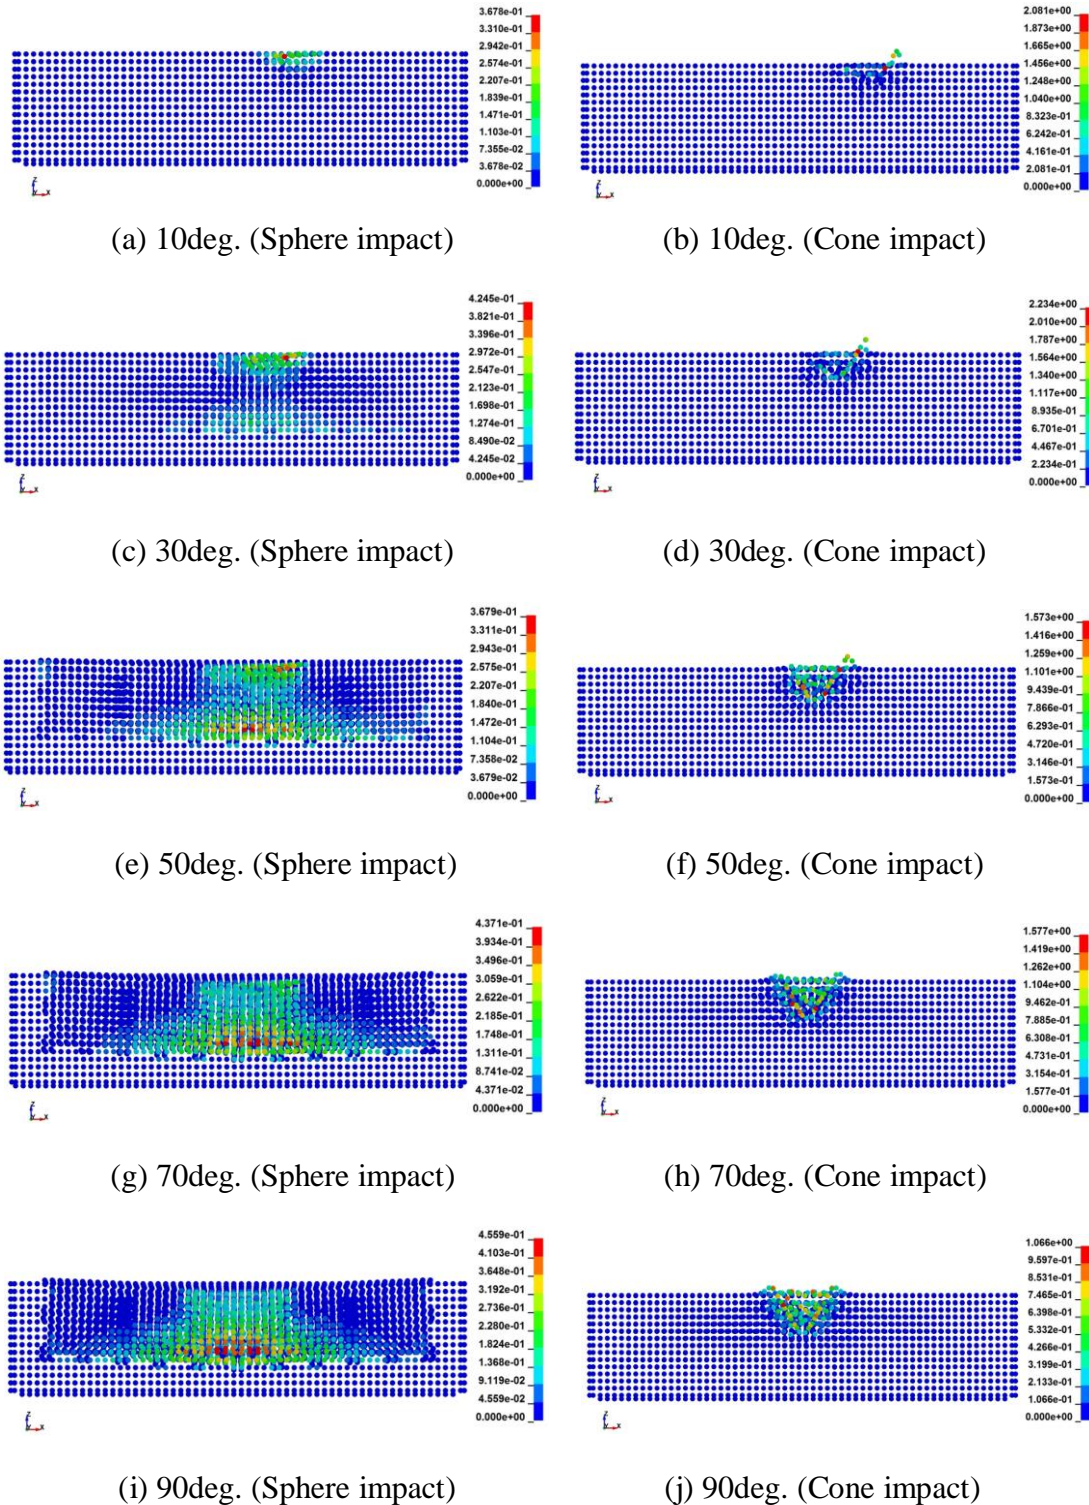 3.678e-01
3.310e-01
2.942e-01
2.574e-01
2.207e-01
1.839e-01
1.471e-01
1.103e-01
7.355e-02
3.678e-02
0.000e+00
Z
Y X
2.081e+00
1.873e+00
1.665e+00
1.456e+00
1.248e+00
1.040e+00
8.323e-01
6.242e-01
4.161e-01
2.081e-01
0.000e+00
Z
Y X
(a) 10deg. (Sphere impact)
(b) 10deg. (Cone impact)
4.245e-01
3.821e-01
3.396e-01
2.972e-01
2.547e-01
2.123e-01
1.698e-01
1.274e-01
8.490e-02
4.245e-02
0.000e+00
Z
Y X
2.234e+00
2.010e+00
1.787e+00
1.564e+00
1.340e+00
1.117e+00
8.935e-01
6.701e-01
4.467e-01
2.234e-01
0.000e+00
Z
Y X
(c) 30deg. (Sphere impact)
(d) 30deg. (Cone impact)
3.679e-01
3.311e-01
2.943e-01
2.575e-01
2.207e-01
1.840e-01
1.472e-01
1.104e-01
7.358e-02
3.679e-02
0.000e+00
Z
Y X
1.573e+00
1.416e+00
1.259e+00
1.101e+00
9.439e-01
7.866e-01
6.293e-01
4.720e-01
3.146e-01
1.573e-01
0.000e+00
Z
Y X
(e) 50deg. (Sphere impact)
(f) 50deg. (Cone impact)
4.371e-01
3.934e-01
3.496e-01
3.059e-01
2.622e-01
2.185e-01
1.748e-01
1.311e-01
8.741e-02
4.371e-02
0.000e+00
Z
Y X
1.577e+00
1.419e+00
1.262e+00
1.104e+00
9.462e-01
7.885e-01
6.308e-01
4.731e-01
3.154e-01
1.577e-01
0.000e+00
Z
Y X
(g) 70deg. (Sphere impact)
(h) 70deg. (Cone impact)
4.559e-01
4.103e-01
3.648e-01
3.192e-01
2.736e-01
2.280e-01
1.824e-01
1.368e-01
9.119e-02
4.559e-02
0.000e+00
Z
Y X
1.066e+00
9.597e-01
8.531e-01
7.465e-01
6.398e-01
5.332e-01
4.266e-01
3.199e-01
2.133e-01
1.066e-01
0.000e+00
Z
Y X
(i) 90deg. (Sphere impact)
(j) 90deg. (Cone impact)